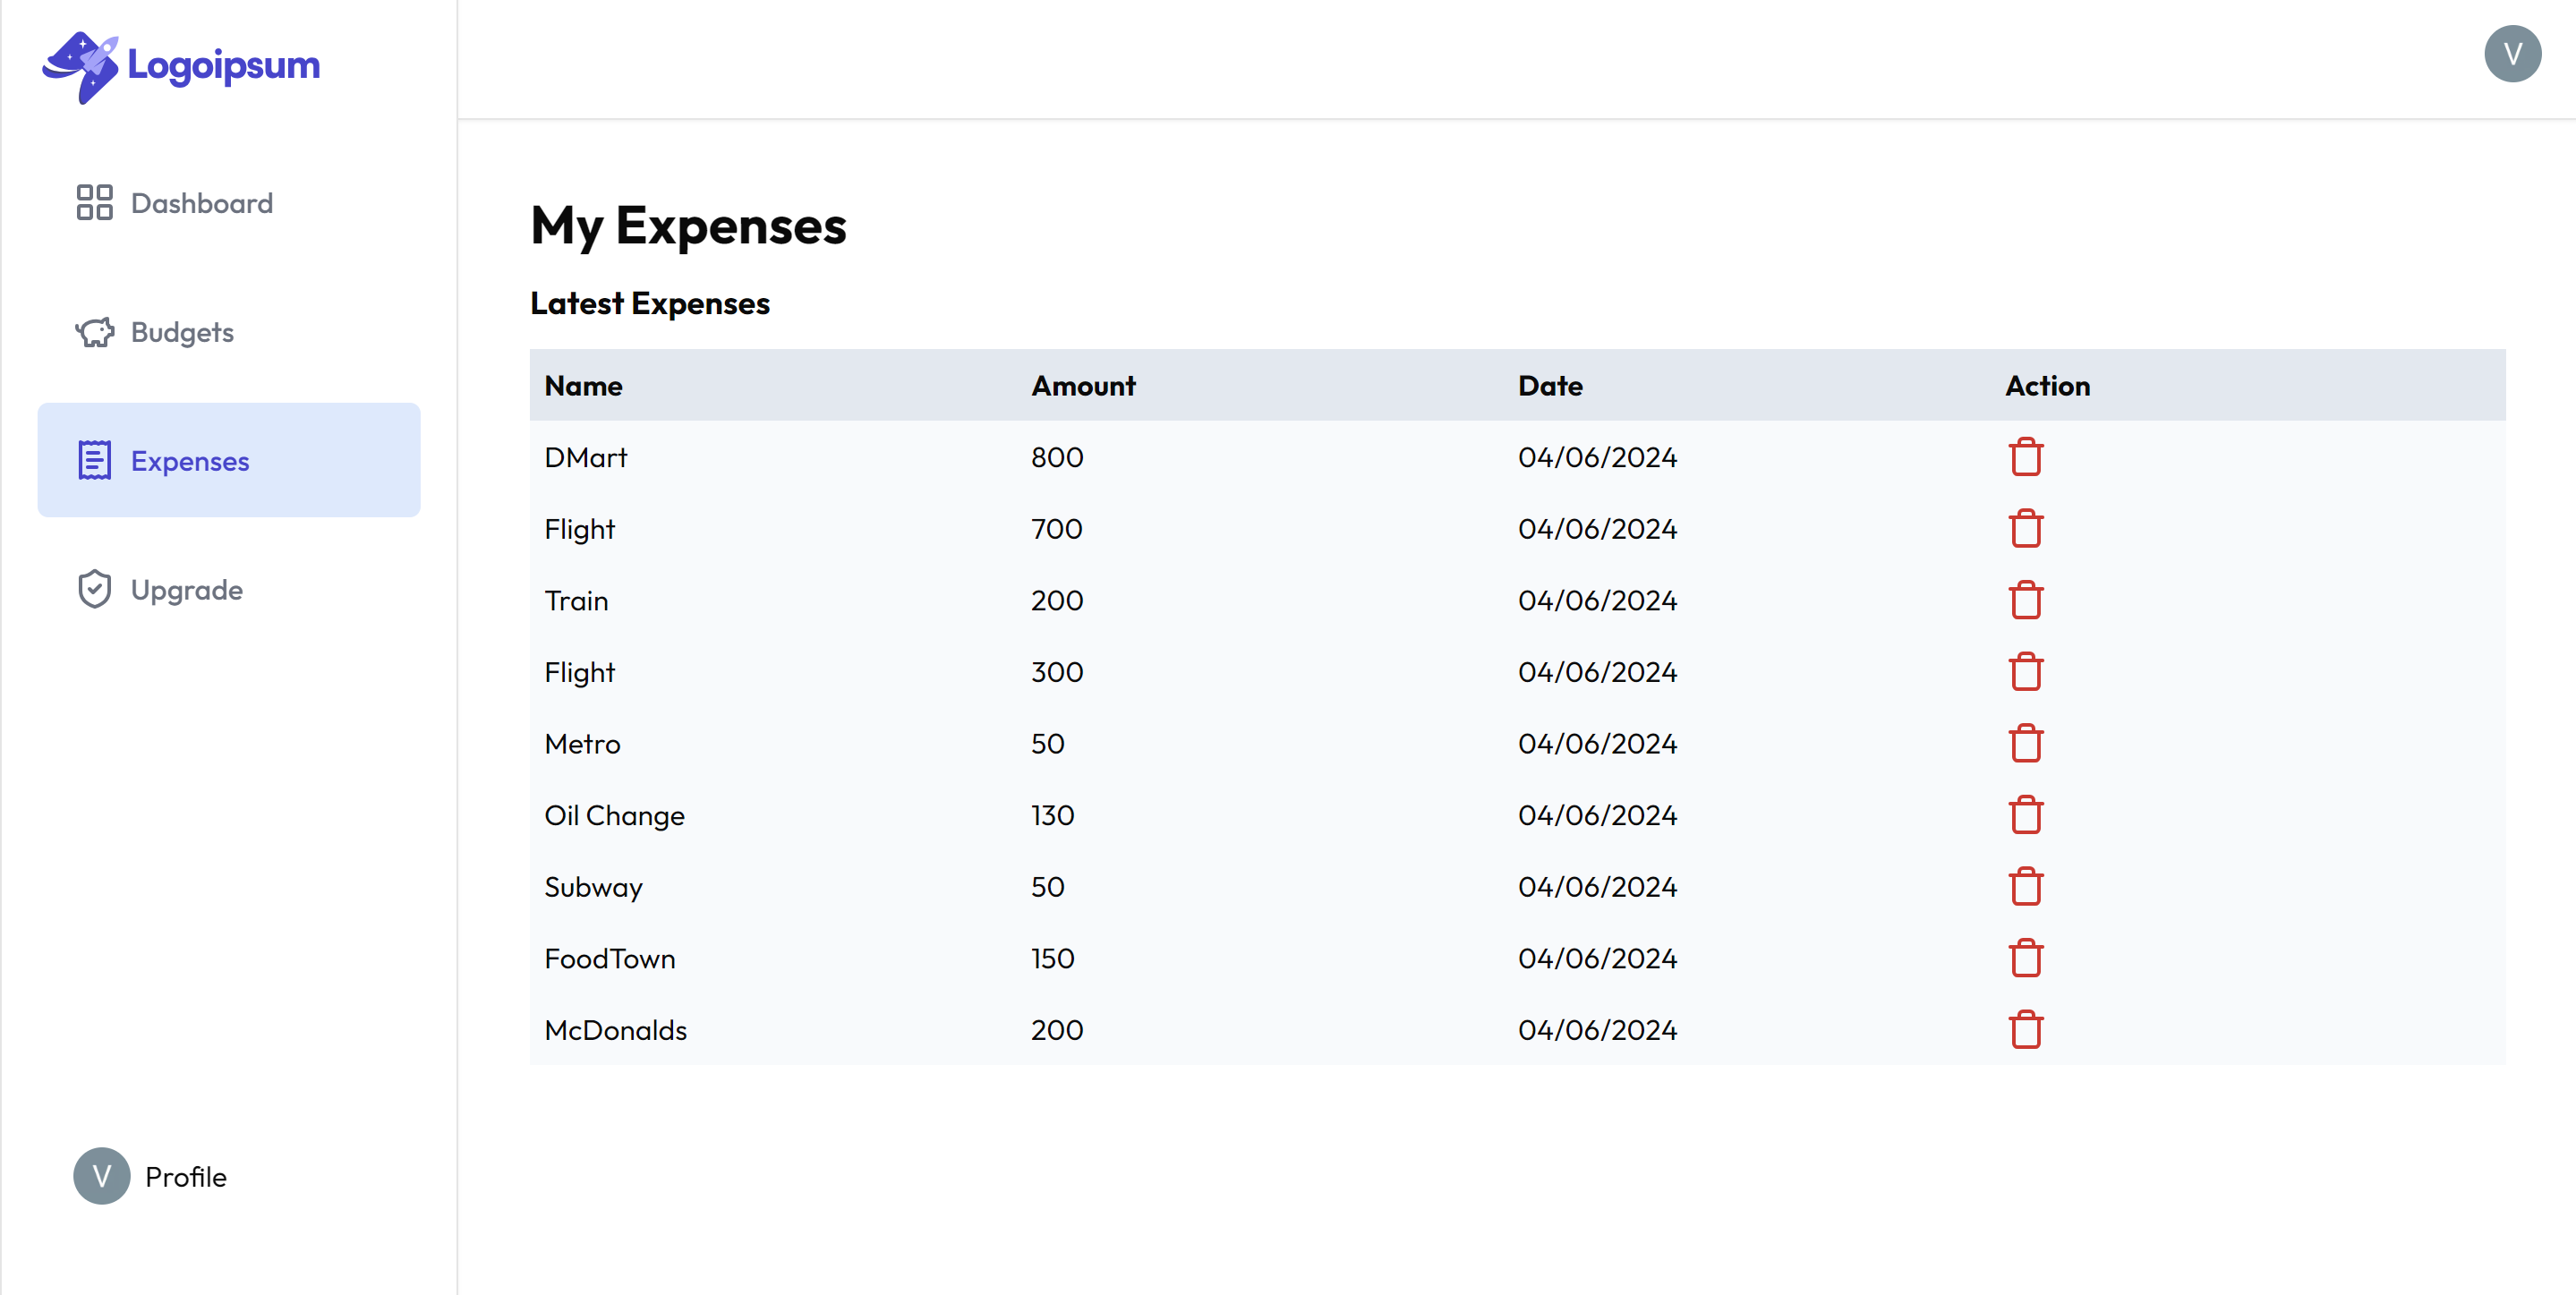 Logoipsum
V
Dashboard
Budgets
Expenses
Upgrade
V Profile
My Expenses
Latest Expenses
Name Amount Date Action
DMart 800 04/06/2024
Flight 700 04/06/2024
Train 200 04/06/2024
Flight 300 04/06/2024
Metro 50 04/06/2024
Oil Change 130 04/06/2024
Subway 50 04/06/2024
FoodTown 150 04/06/2024
McDonalds 200 04/06/2024